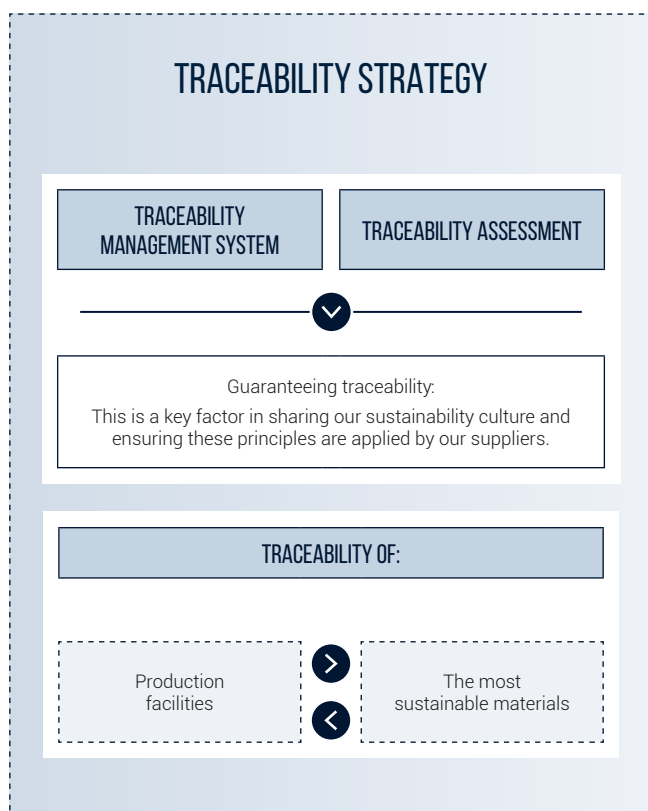 TRACEABILITY STRATEGY
TRACEABILITY
MANAGEMENT SYSTEM
TRACEABILITY ASSESSMENT
Guaranteeing traceability:
This is a key factor in sharing our sustainability culture and
ensuring these principles are applied by our suppliers.
TRACEABILITY OF:
Production
facilities
The most
sustainable materials